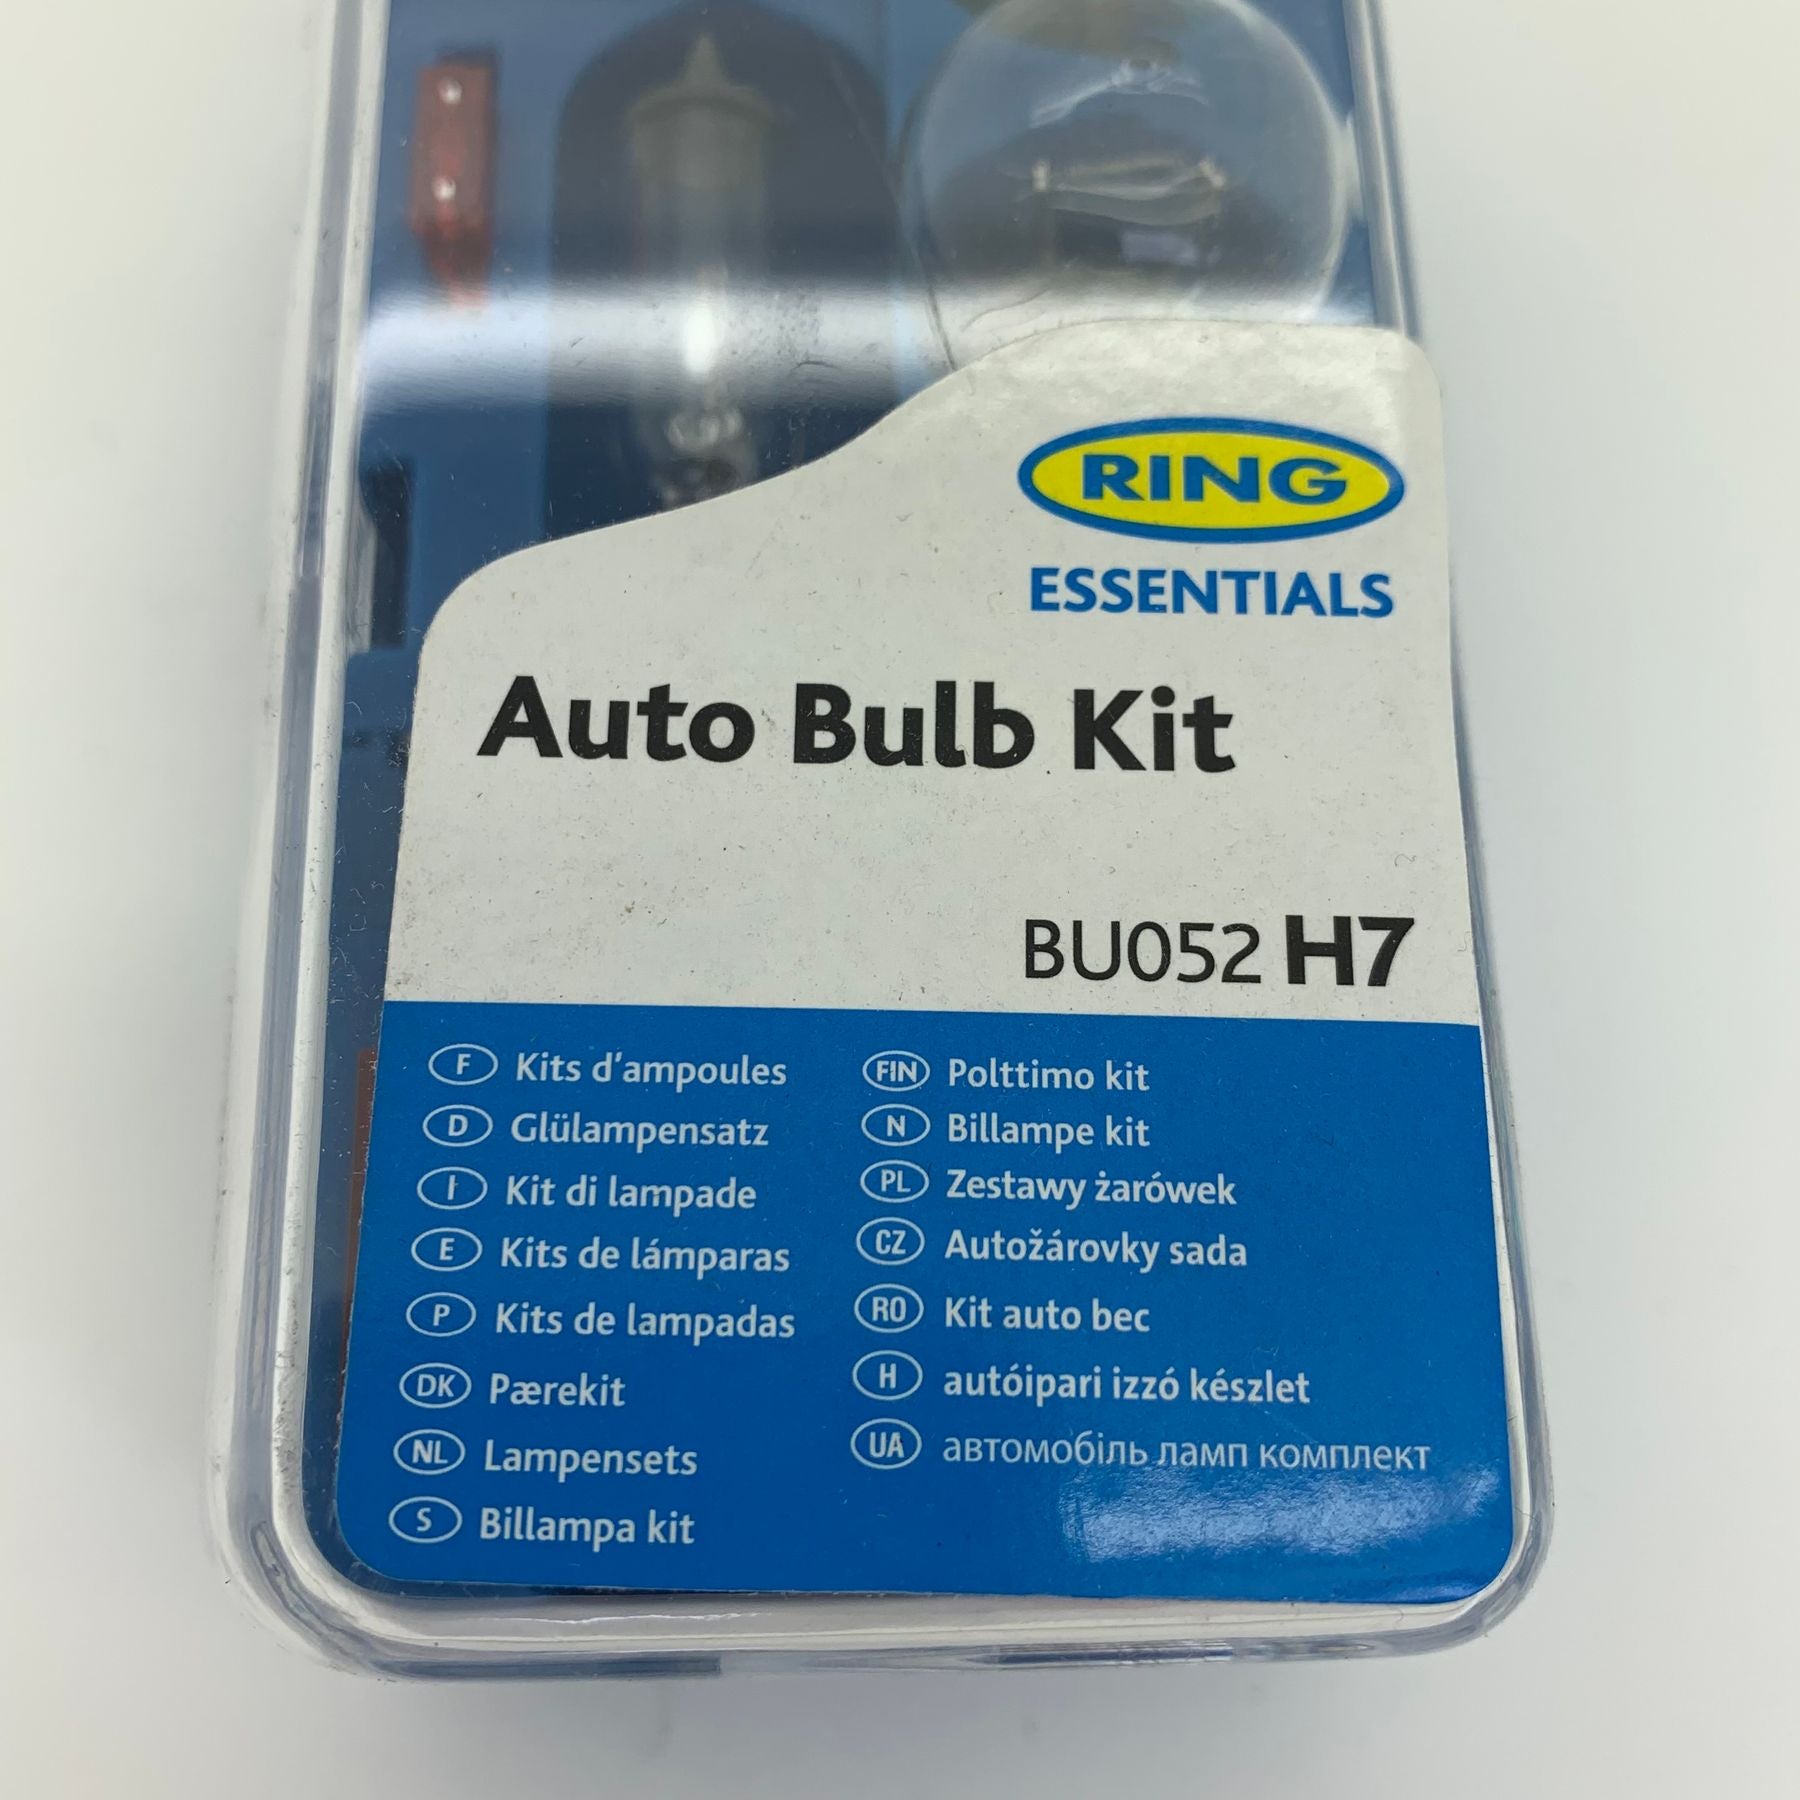 RING
ESSENTIALS
Auto Bulb Kit
BU052 H7
F Kits d'ampoules
D Glülampensatz
I Kit di lampade
E Kits de lámparas
P Kits de lampadas
DK Pærekit
NL Lampensets
S Billampa kit
FIN Polttimo kit
N Billampe kit
PL Zestawy żarówek
CZ Autožárovky sada
RO Kit auto bec
H autóipari izzó készlet
UA автомобіль ламп комплект